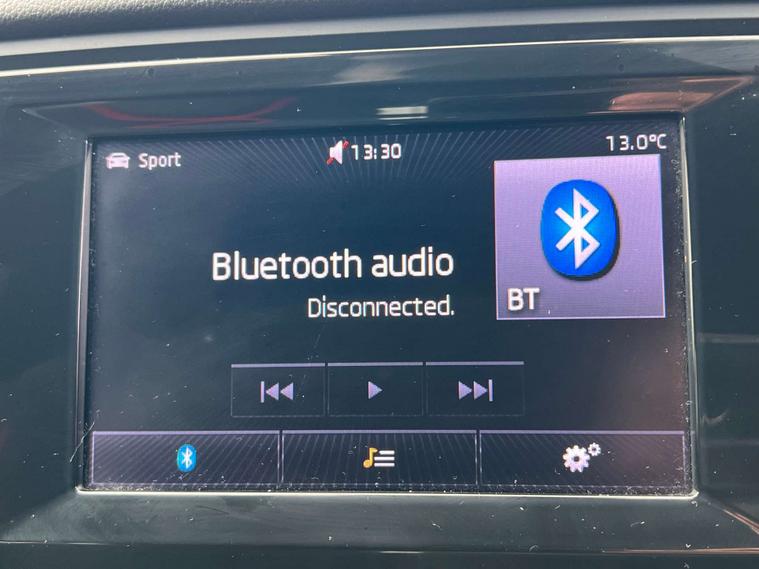 Sport
13:30
13.0°C
Bluetooth audio
Disconnected.
BT